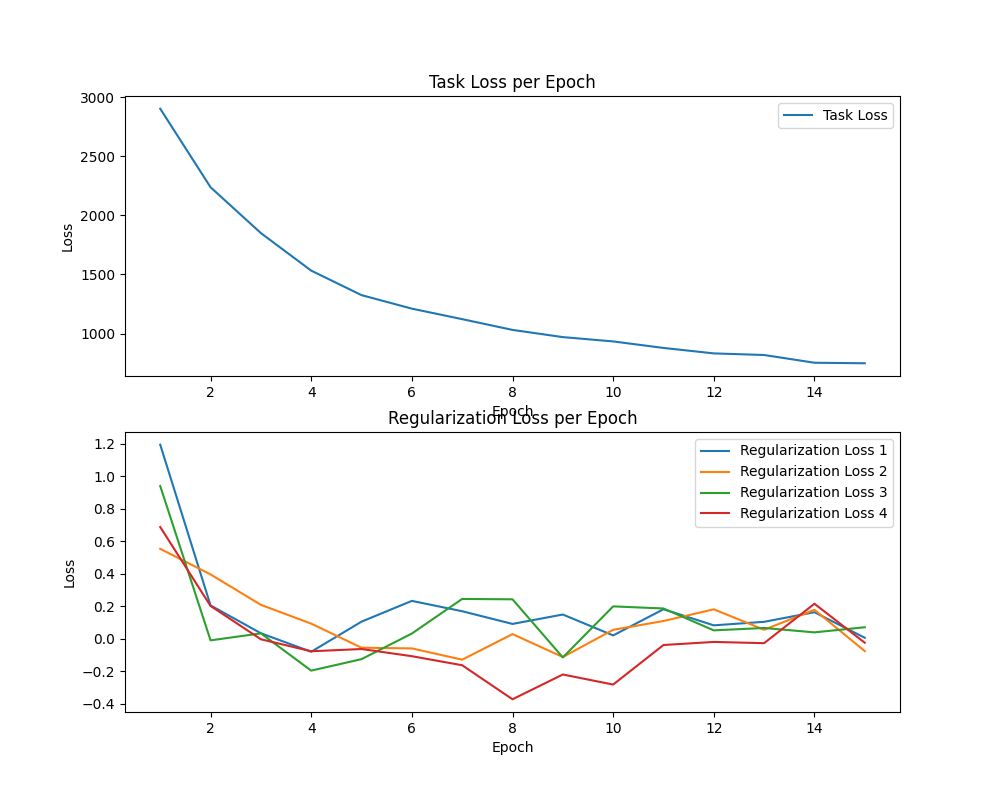 Task Loss per Epoch
3000
2500
2000
1500
1000
Loss
Task Loss
2 4 6 8 10 12 14
Epoch
Regularization Loss per Epoch
1.2
1.0
0.8
0.6
0.4
0.2
0.0
−0.2
−0.4
Loss
Regularization Loss 1
Regularization Loss 2
Regularization Loss 3
Regularization Loss 4
2 4 6 8 10 12 14
Epoch